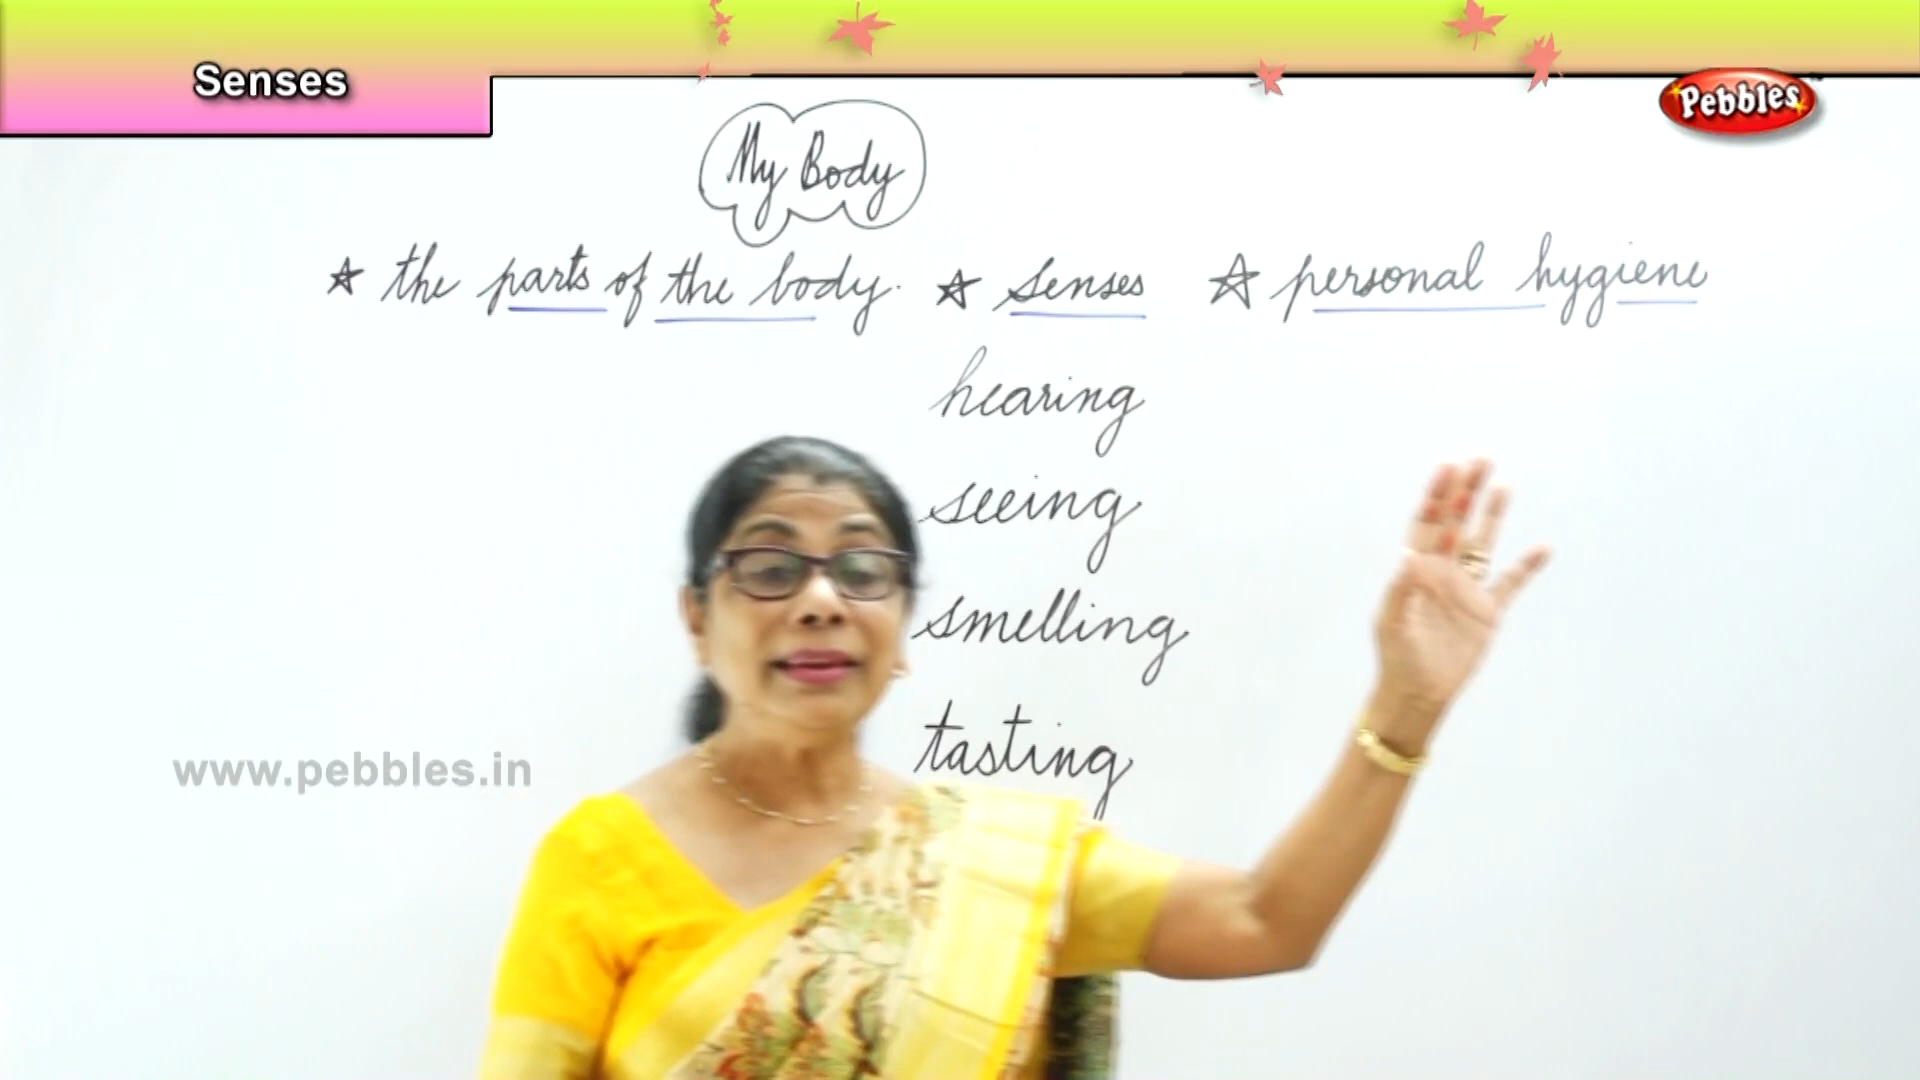 Senses
Pebbles
My Body
☆ the parts of the body. ☆ senses ☆ personal hygiene
hearing
seeing
smelling
tasting
www.pebbles.in